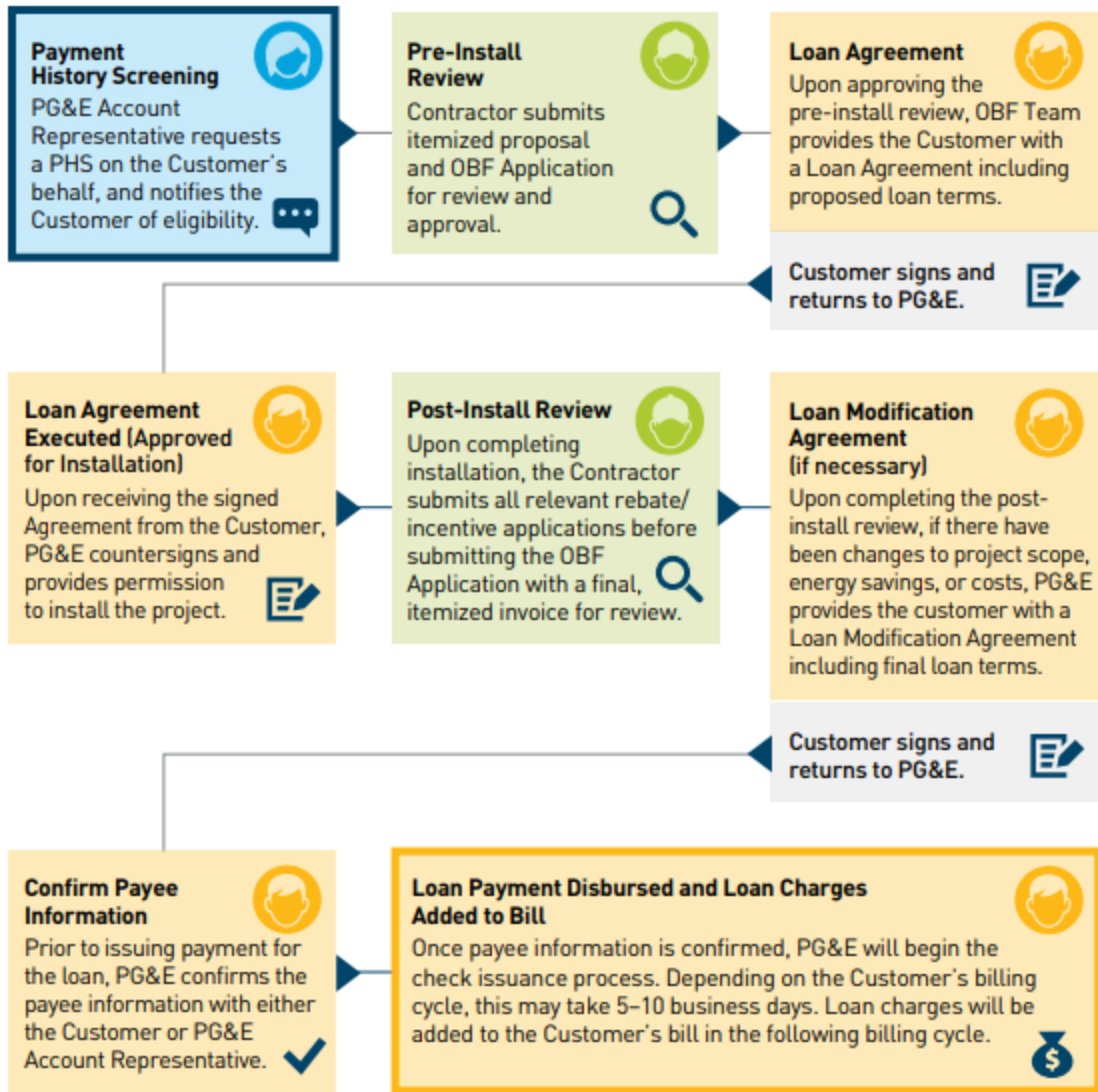 Payment
History Screening
PG&E Account
Representative requests
a PHS on the Customer's
behalf, and notifies the
Customer of eligibility.
Pre-Install
Review
Contractor submits
itemized proposal
and OBF Application
for review and
approval.
Loan Agreement
Upon approving the
pre-install review, OBF Team
provides the Customer with
a Loan Agreement including
proposed loan terms.
Customer signs and
returns to PG&E.
Loan Agreement
Executed (Approved
for Installation)
Upon receiving the signed
Agreement from the Customer,
PG&E countersigns and
provides permission
to install the project.
Post-Install Review
Upon completing
installation, the Contractor
submits all relevant rebate/
incentive applications before
submitting the OBF
Application with a final,
itemized invoice for review.
Loan Modification
Agreement
(if necessary)
Upon completing the post-
install review, if there have
been changes to project scope,
energy savings, or costs, PG&E
provides the customer with a
Loan Modification Agreement
including final loan terms.
Customer signs and
returns to PG&E.
Confirm Payee
Information
Prior to issuing payment for
the loan, PG&E confirms the
payee information with either
the Customer or PG&E
Account Representative.
Loan Payment Disbursed and Loan Charges
Added to Bill
Once payee information is confirmed, PG&E will begin the
check issuance process. Depending on the Customer's billing
cycle, this may take 5–10 business days. Loan charges will be
added to the Customer's bill in the following billing cycle.
$